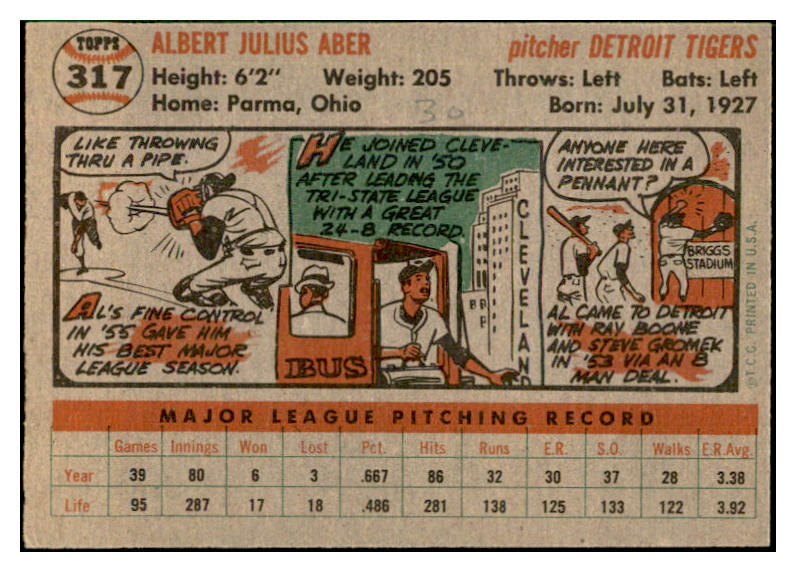 TOPPS
317
ALBERT JULIUS ABER
pitcher DETROIT TIGERS
Height: 6'2" Weight: 205 Throws: Left Bats: Left
Home: Parma, Ohio Born: July 31, 1927
30
LIKE THROWING
THRU A PIPE.
AL'S FINE CONTROL
IN '55 GAVE HIM
HIS BEST MAJOR
LEAGUE SEASON.
HE JOINED CLEVE-
LAND IN '50
AFTER LEADING THE
TRI-STATE LEAGUE
WITH A GREAT
24-8 RECORD.
BUS
CLEVELAND
ANYONE HERE
INTERESTED IN A
PENNANT?
BRIGGS
STADIUM
AL CAME TO DETROIT
WITH RAY BOONE
AND STEVE GROMEK
IN '53 VIA AN 8
MAN DEAL.
©T.C.C. PRINTED IN U.S.A.
MAJOR LEAGUE PITCHING RECORD
Games Innings Won Lost Pct. Hits Runs E.R. S.O. Walks E.R.Avg.
Year 39 80 6 3 .667 86 32 30 37 28 3.38
Life 95 287 17 18 .486 281 138 125 133 122 3.92